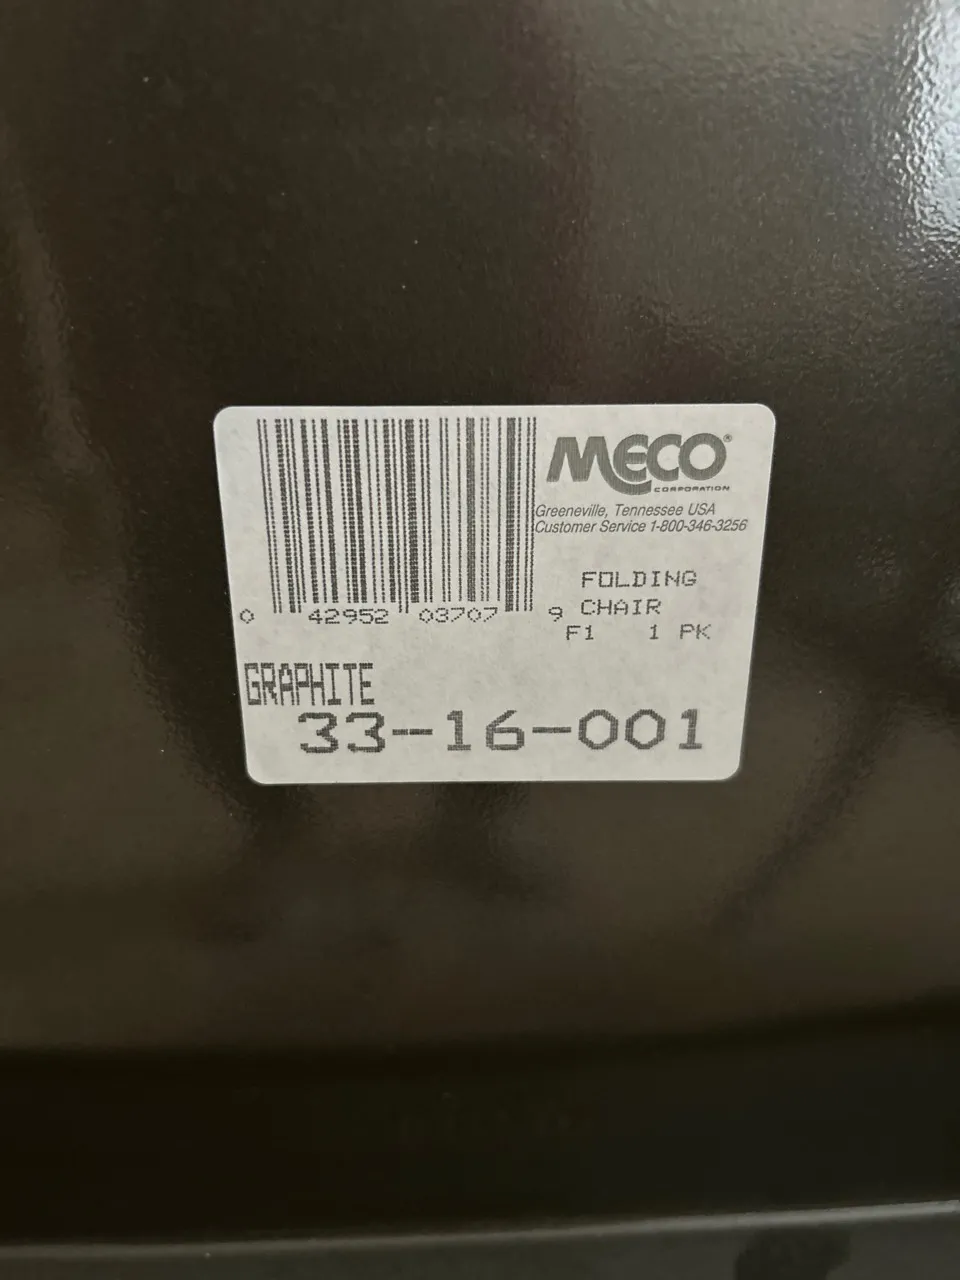 MECO®
CORPORATION
Greeneville, Tennessee USA
Customer Service 1-800-346-3256
0 42952 03707 9
FOLDING
CHAIR
F1 1 PK
GRAPHITE
33-16-001